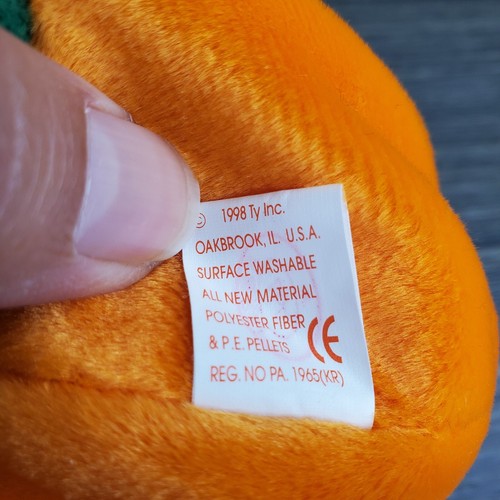 © 1998 Ty Inc.
OAKBROOK, IL. U.S.A.
SURFACE WASHABLE
ALL NEW MATERIAL
POLYESTER FIBER
& P.E. PELLETS CE
REG. NO PA. 1965(KR)